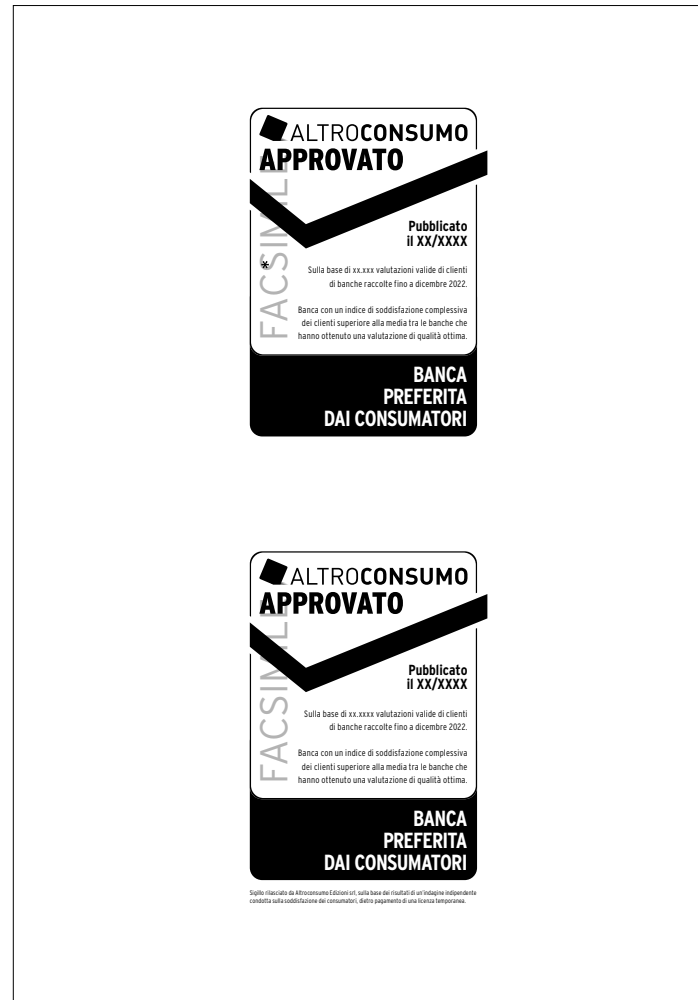 ALTROCONSUMO
APPROVATO
FACSIMILE
Pubblicato
il XX/XXXX
*
Sulla base di xx.xxx valutazioni valide di clienti
di banche raccolte fino a dicembre 2022.
Banca con un indice di soddisfazione complessiva
dei clienti superiore alla media tra le banche che
hanno ottenuto una valutazione di qualità ottima.
BANCA
PREFERITA
DAI CONSUMATORI
ALTROCONSUMO
APPROVATO
FACSIMILE
Pubblicato
il XX/XXXX
Sulla base di xx.xxxx valutazioni valide di clienti
di banche raccolte fino a dicembre 2022.
Banca con un indice di soddisfazione complessiva
dei clienti superiore alla media tra le banche che
hanno ottenuto una valutazione di qualità ottima.
BANCA
PREFERITA
DAI CONSUMATORI
Sigillo rilasciato da Altroconsumo Edizioni srl, sulla base dei risultati di un'indagine indipendente
condotta sulla soddisfazione dei consumatori, dietro pagamento di una licenza temporanea.